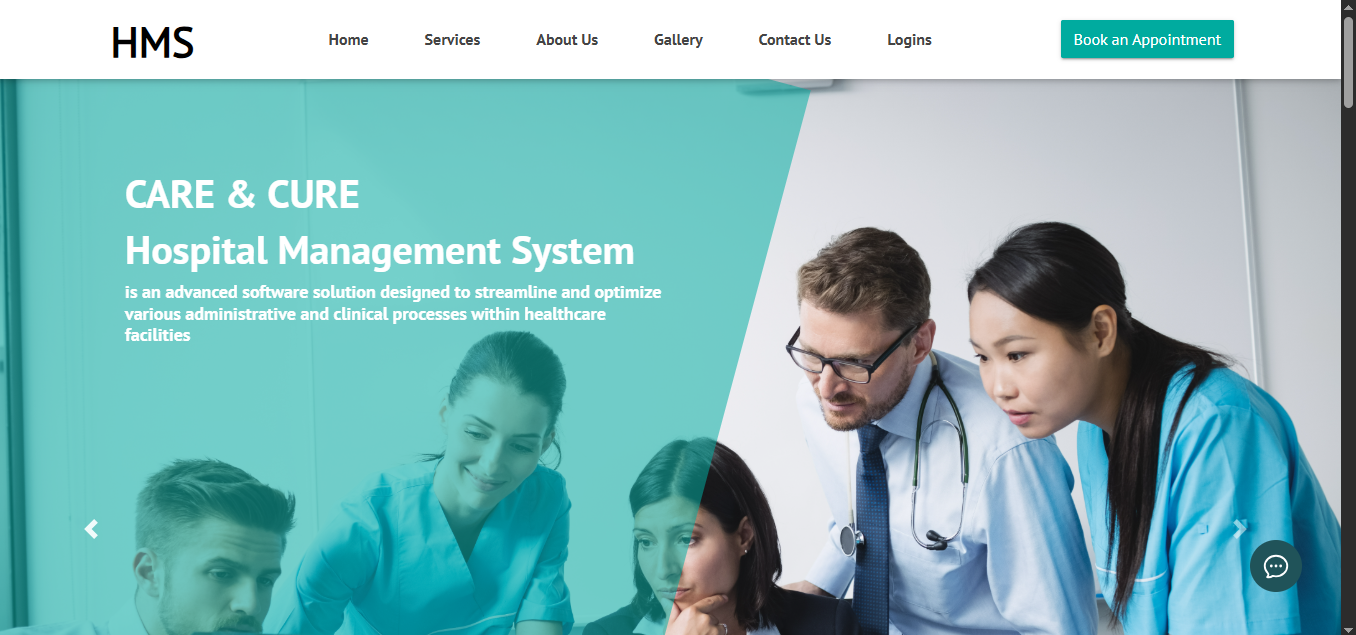 HMS
Home
Services
About Us
Gallery
Contact Us
Logins
Book an Appointment
CARE & CURE
Hospital Management System
is an advanced software solution designed to streamline and optimize
various administrative and clinical processes within healthcare
facilities